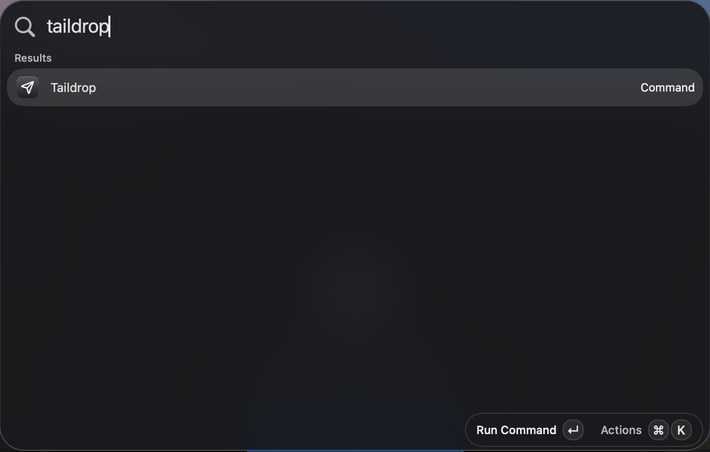 taildrop
Results
Taildrop Command
Run Command ↵ Actions ⌘ K